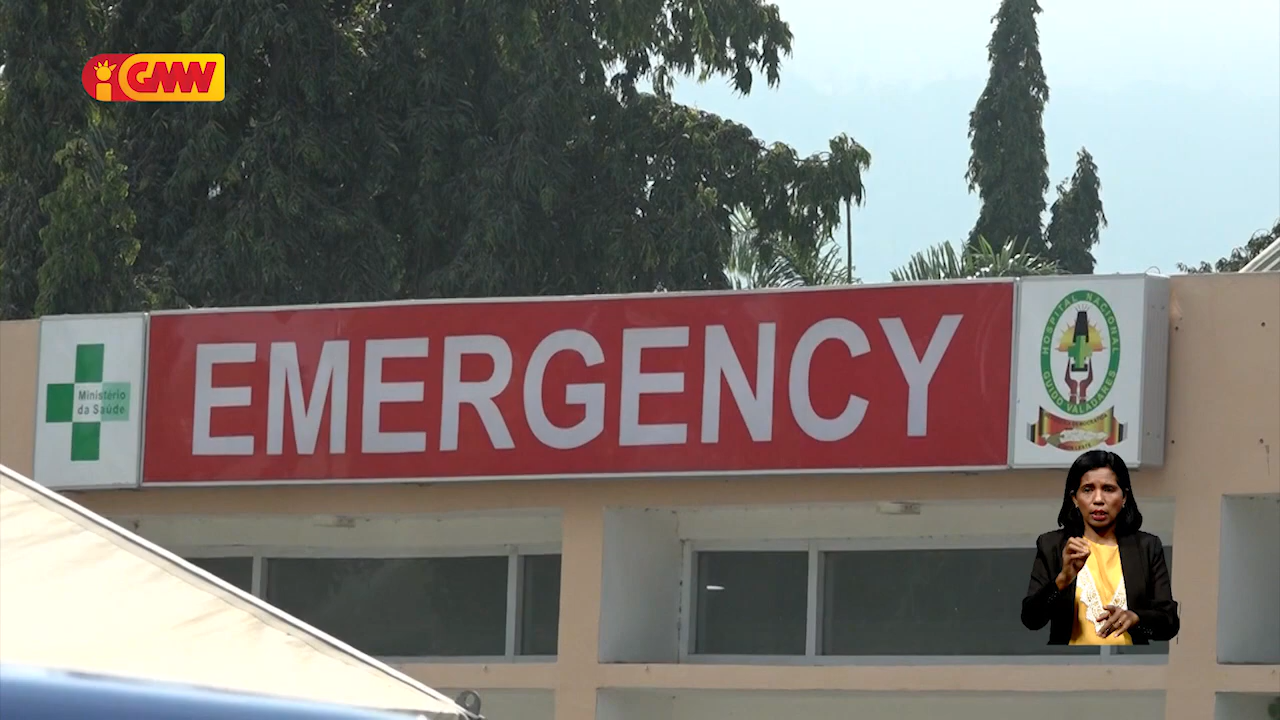 GMN
EMERGENCY
Ministério
da Saúde
HOSPITAL NACIONAL
GUIDO VALADARES